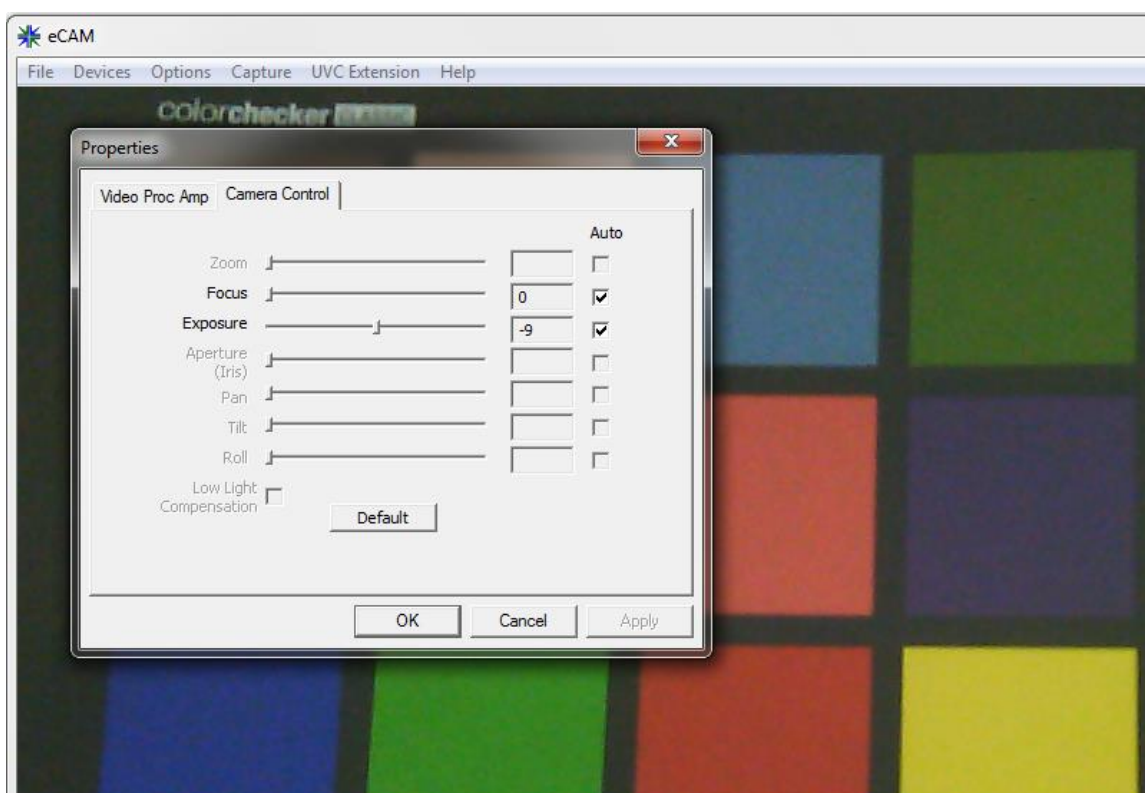 eCAM
File Devices Options Capture UVC Extension Help
colorchecker
Properties
X
Video Proc Amp Camera Control
Auto
Zoom
Focus 0
Exposure -9
Aperture
(Iris)
Pan
Tilt
Roll
Low Light
Compensation
Default
OK Cancel Apply